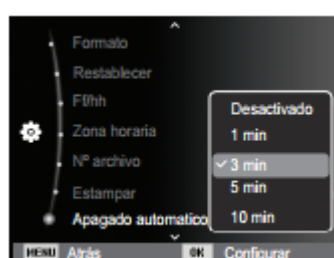 Formato
Restablecer
Ff/hh
Zona horaria
Nº archivo
Estampar
Apagado automatico
Desactivado
1 min
3 min
5 min
10 min
MENU Atrás OK Configurar